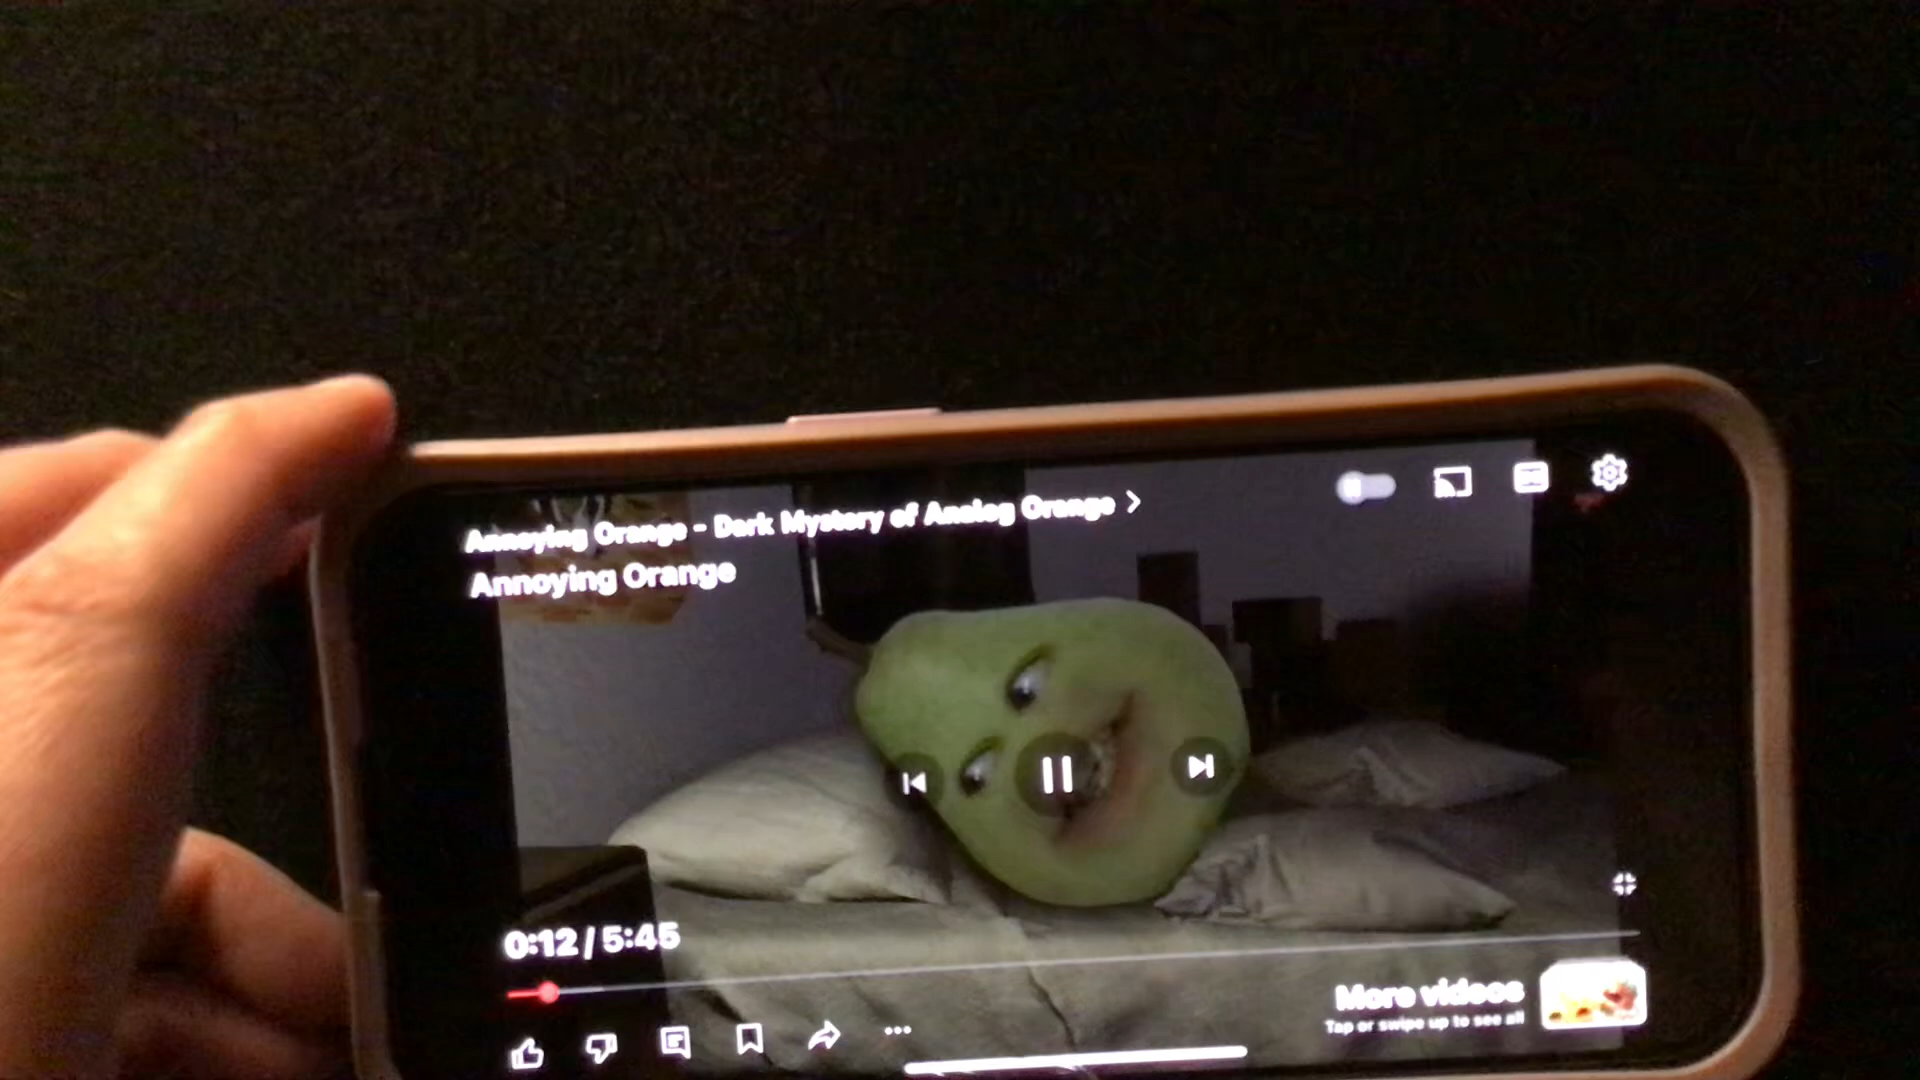 Annoying Orange - Dark Mystery of Analog Orange
Annoying Orange
0:12 / 5:45
More videos
Tap or swipe up to see all